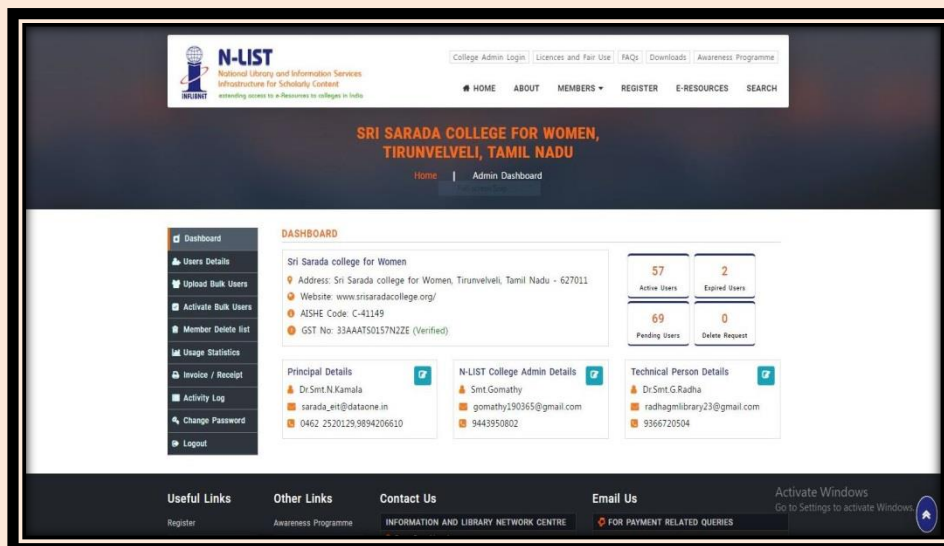 N-LIST
National Library and Information Services
Infrastructure for Scholarly Content
extending access to e-Resources to colleges in India
INFLIBNET
College Admin Login
Licences and Fair Use
FAQs
Downloads
Awareness Programme
HOME
ABOUT
MEMBERS
REGISTER
E-RESOURCES
SEARCH
SRI SARADA COLLEGE FOR WOMEN,
TIRUNVELVELI, TAMIL NADU
Home | Admin Dashboard
Dashboard
Users Details
Upload Bulk Users
Activate Bulk Users
Member Delete list
Usage Statistics
Invoice / Receipt
Activity Log
Change Password
Logout
DASHBOARD
Sri Sarada college for Women
Address: Sri Sarada college for Women, Tirunvelveli, Tamil Nadu - 627011
Website: www.srisaradacollege.org/
AISHE Code: C-41149
GST No: 33AAATS0157N2ZE (Verified)
57
Active Users
2
Expired Users
69
Pending Users
0
Delete Request
Principal Details
Dr.Smt.N.Kamala
sarada_eit@dataone.in
0462 2520129,9894206610
N-LIST College Admin Details
Smt.Gomathy
gomathy190365@gmail.com
9443950802
Technical Person Details
Dr.Smt.G.Radha
radhagmlibrary23@gmail.com
9366720504
Useful Links
Register
Other Links
Awareness Programme
Contact Us
INFORMATION AND LIBRARY NETWORK CENTRE
Email Us
FOR PAYMENT RELATED QUERIES
Activate Windows
Go to Settings to activate Windows.